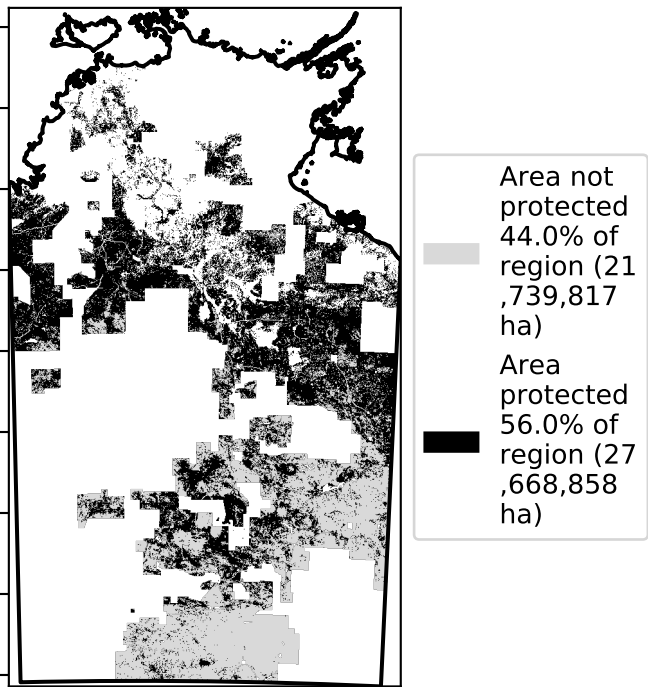 Area not
protected
44.0% of
region (21
,739,817
ha)
Area
protected
56.0% of
region (27
,668,858
ha)